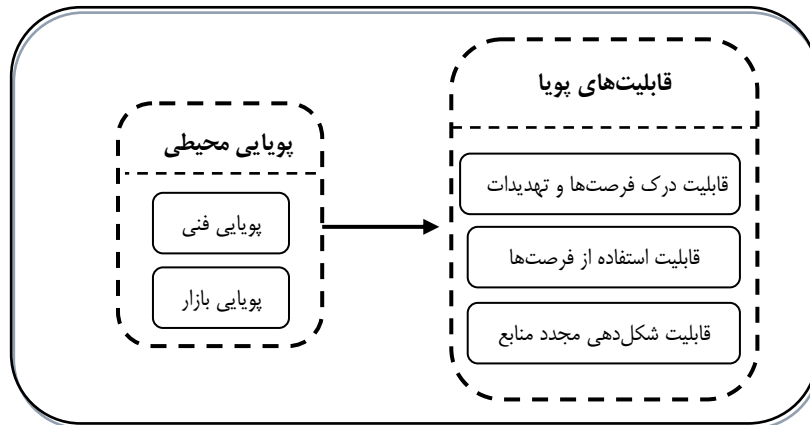 قابلیت‌های پویا
قابلیت درک فرصت‌ها و تهدیدات
قابلیت استفاده از فرصت‌ها
قابلیت شکل‌دهی مجدد منابع
پویایی محیطی
پویایی فنی
پویایی بازار